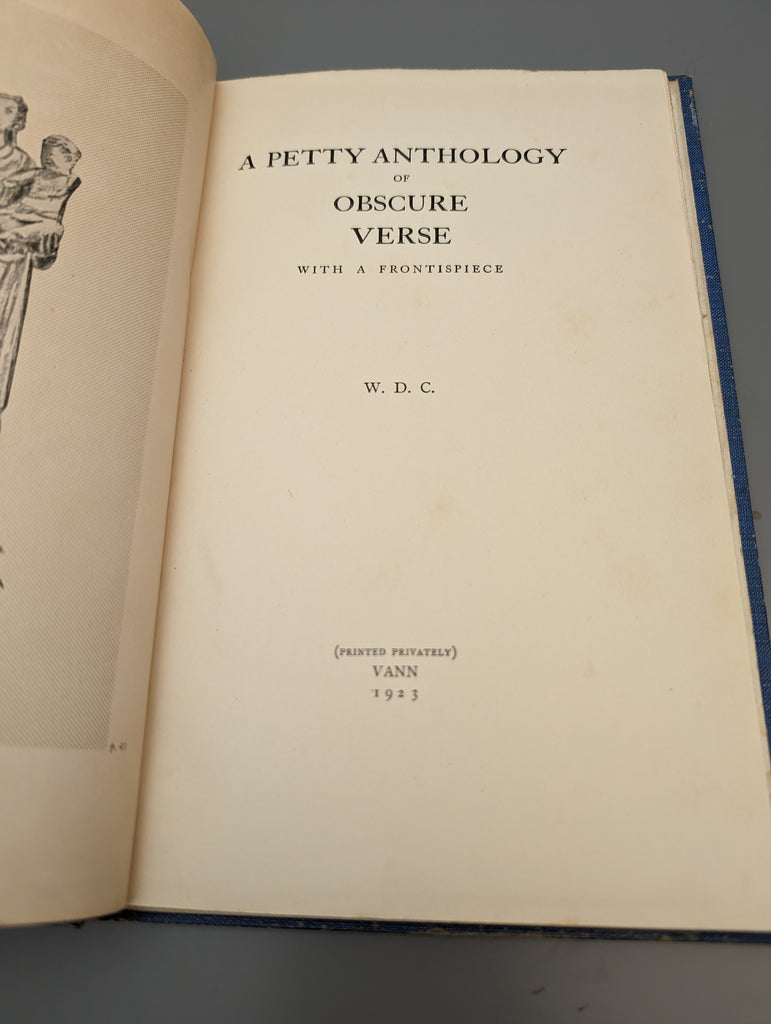 A PETTY ANTHOLOGY
OF
OBSCURE
VERSE
WITH A FRONTISPIECE
W. D. C.
(PRINTED PRIVATELY)
VANN
1923